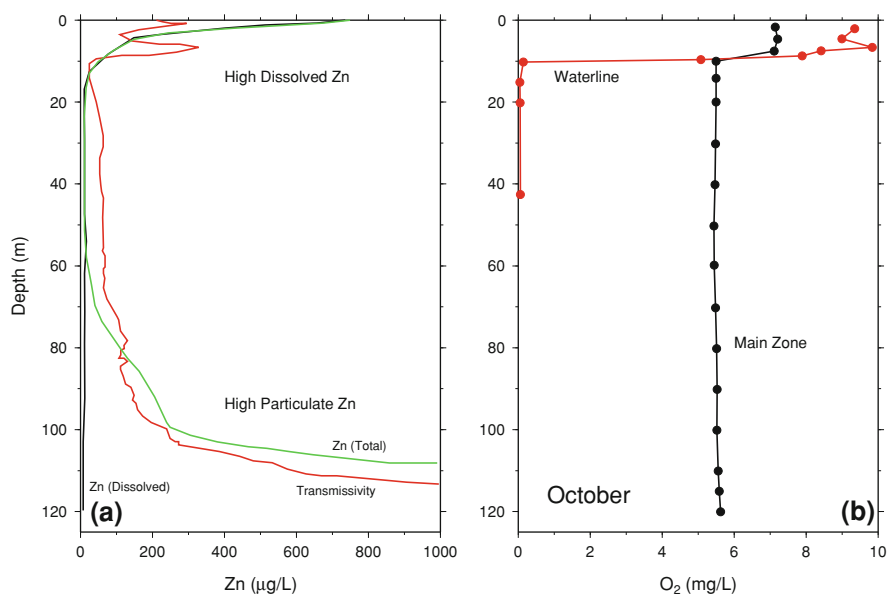 0
20
40
60
80
100
120
Depth (m)
0
200
400
600
800
1000
Zn (µg/L)
High Dissolved Zn
High Particulate Zn
Zn (Total)
Zn (Dissolved)
Transmissivity
(a)
0
20
40
60
80
100
120
0
2
4
6
8
10
O₂ (mg/L)
Waterline
Main Zone
October
(b)